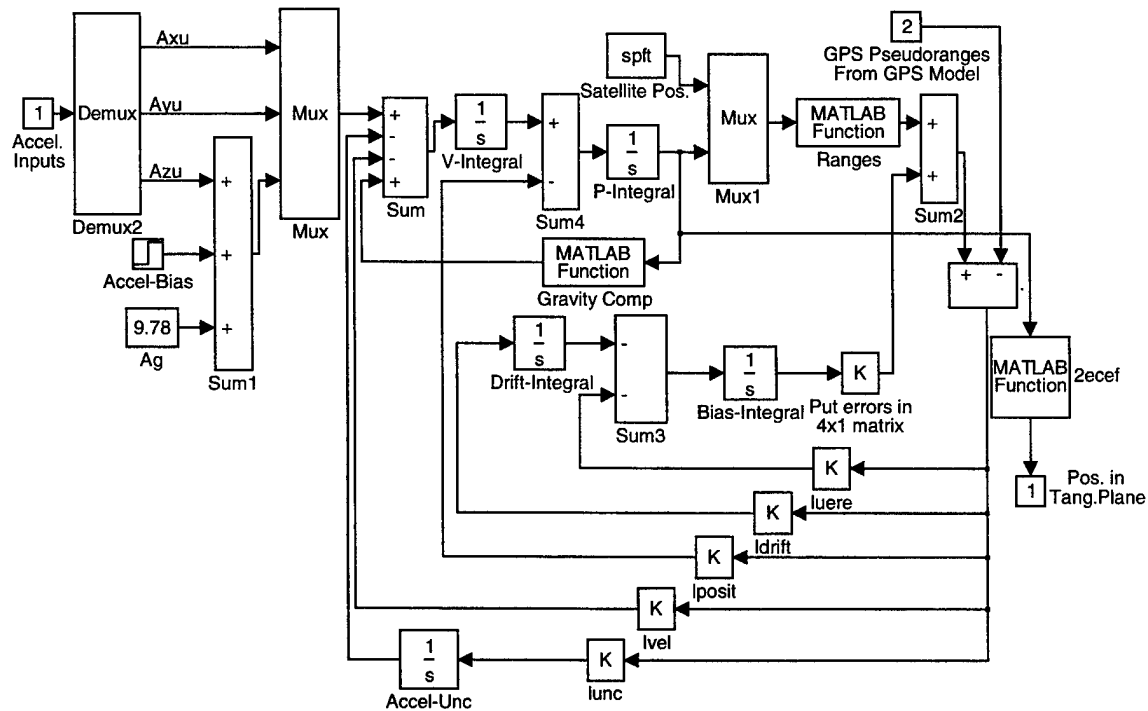 2
GPS Pseudoranges
From GPS Model
Axu
spft
Satellite Pos.
1
Accel.
Inputs
Demux
Ayu
Mux
+
-
-
+
Sum
1
s
V-Integral
+
-
Sum4
1
s
P-Integral
Mux
Mux1
MATLAB
Function
Ranges
+
+
Sum2
Azu
Demux2
Mux
+
+
+
Sum1
Accel-Bias
9.78
Ag
MATLAB
Function
Gravity Comp
+ -
1
s
Drift-Integral
-
-
Sum3
1
s
Bias-Integral
K
Put errors in
4x1 matrix
MATLAB
Function
2ecef
1
Pos. in
Tang.Plane
K
luere
K
ldrift
K
lposit
K
lvel
K
lunc
1
s
Accel-Unc